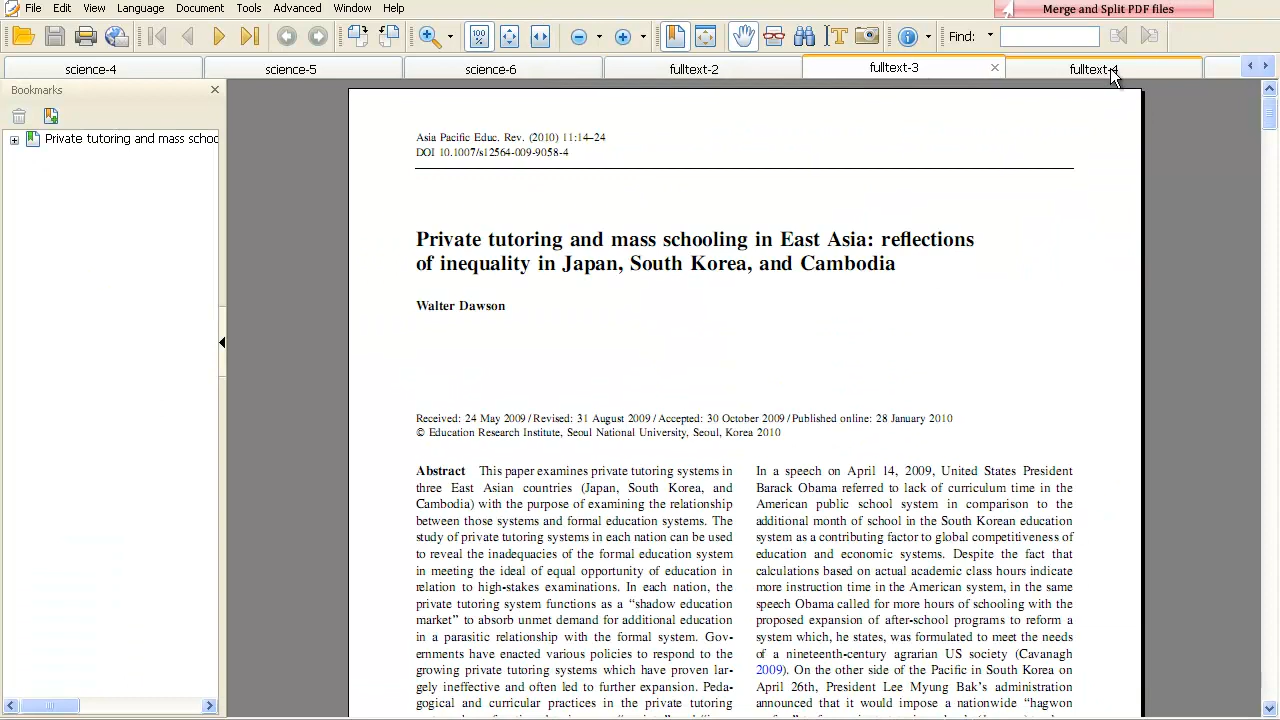 File Edit View Language Document Tools Advanced Window Help
Merge and Split PDF files
Find:
science-4 science-5 science-6 fulltext-2 fulltext-3 fulltext-4
Bookmarks
Private tutoring and mass schoo
Asia Pacific Educ. Rev. (2010) 11:14–24
DOI 10.1007/s12564-009-9058-4
Private tutoring and mass schooling in East Asia: reflections
of inequality in Japan, South Korea, and Cambodia
Walter Dawson
Received: 24 May 2009 / Revised: 31 August 2009 / Accepted: 30 October 2009 / Published online: 28 January 2010
© Education Research Institute, Seoul National University, Seoul, Korea 2010
Abstract This paper examines private tutoring systems in
three East Asian countries (Japan, South Korea, and
Cambodia) with the purpose of examining the relationship
between those systems and formal education systems. The
study of private tutoring systems in each nation can be used
to reveal the inadequacies of the formal education system
in meeting the ideal of equal opportunity of education in
relation to high-stakes examinations. In each nation, the
private tutoring system functions as a “shadow education
market” to absorb unmet demand for additional education
in a parasitic relationship with the formal system. Gov-
ernments have enacted various policies to respond to the
growing private tutoring systems which have proven lar-
gely ineffective and often led to further expansion. Peda-
gogical and curricular practices in the private tutoring
In a speech on April 14, 2009, United States President
Barack Obama referred to lack of curriculum time in the
American public school system in comparison to the
additional month of school in the South Korean education
system as a contributing factor to global competitiveness of
education and economic systems. Despite the fact that
calculations based on actual academic class hours indicate
more instruction time in the American system, in the same
speech Obama called for more hours of schooling with the
proposed expansion of after-school programs to reform a
system which, he states, was formulated to meet the needs
of a nineteenth-century agrarian US society (Cavanagh
2009). On the other side of the Pacific in South Korea on
April 26th, President Lee Myung Bak’s administration
announced that it would impose a nationwide “hagwon